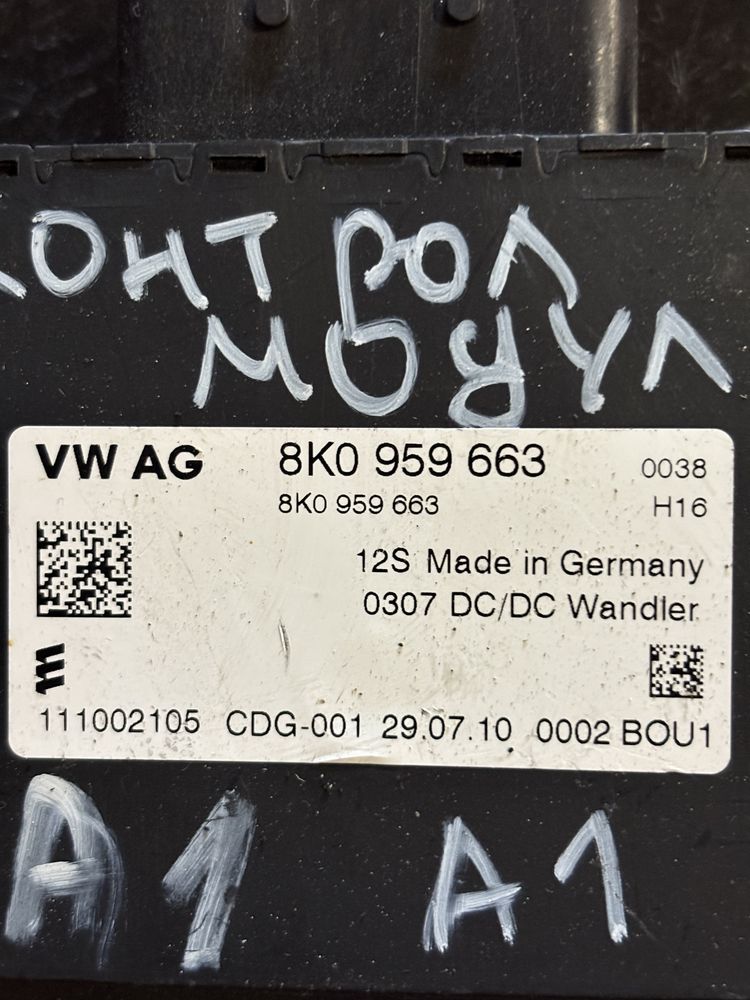 КОНТРОЛ
МОДУЛ
VW AG 8K0 959 663 0038
8K0 959 663 H16
12S Made in Germany
0307 DC/DC Wandler
111002105 CDG-001 29.07.10 0002 BOU1
A1 A1